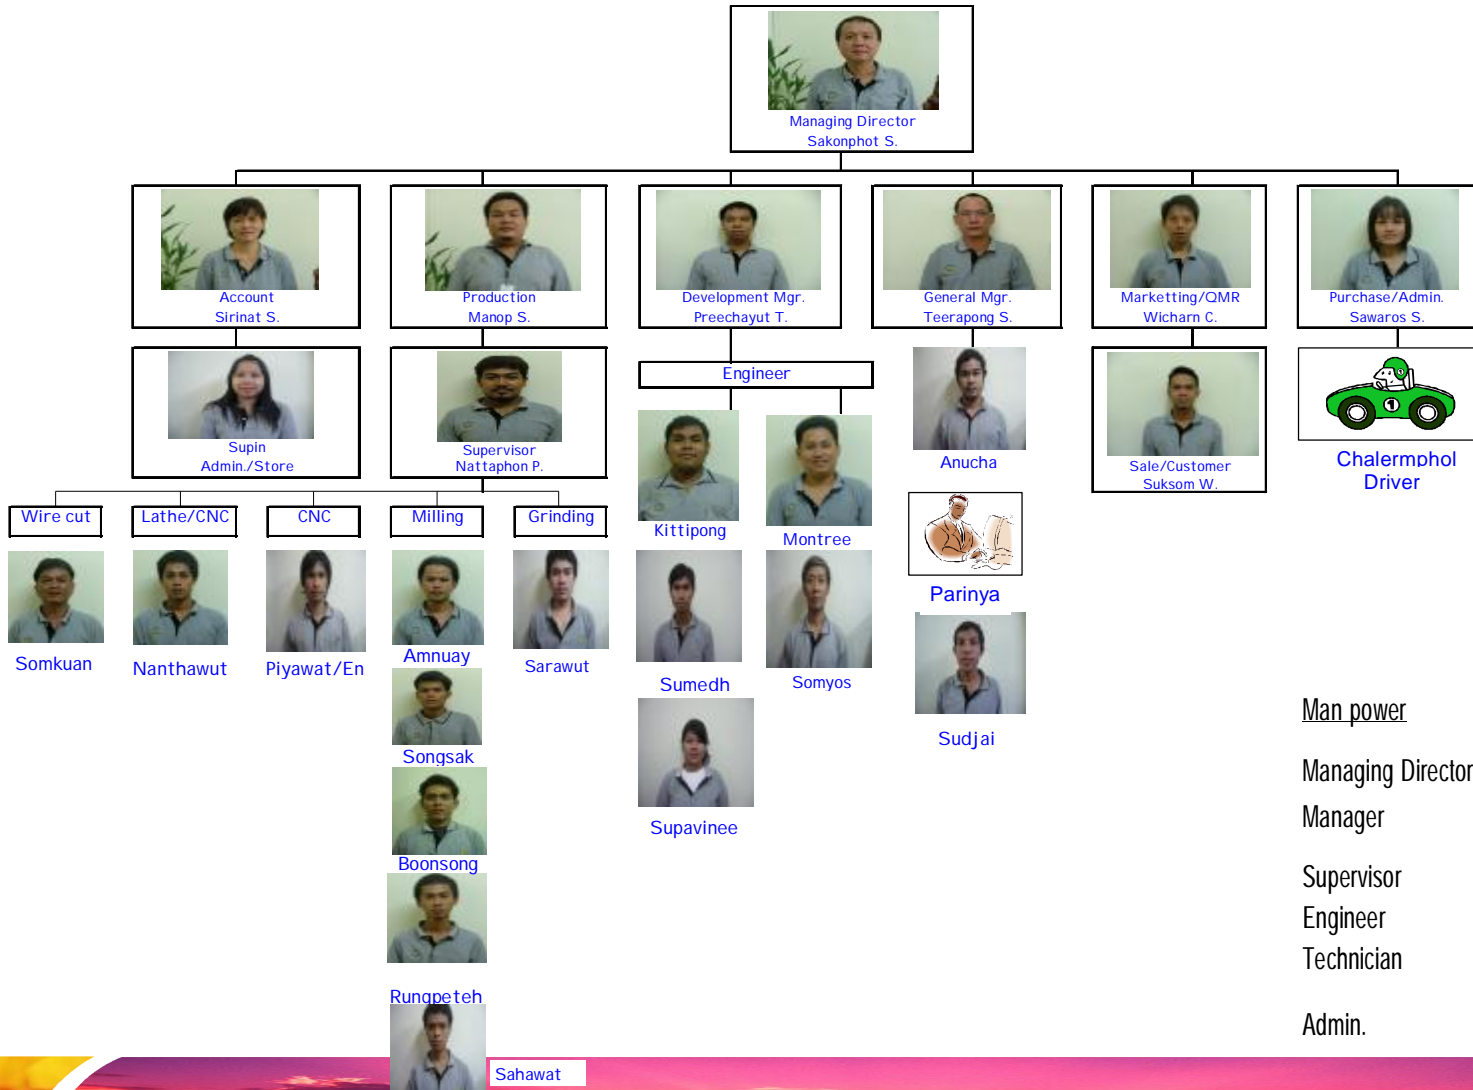 Managing Director
Sakonphot S.
Account
Sirinat S.
Production
Manop S.
Development Mgr.
Preechayut T.
General Mgr.
Teerapong S.
Marketting/QMR
Wicharn C.
Purchase/Admin.
Sawaros S.
Supin
Admin./Store
Supervisor
Nattaphon P.
Engineer
Anucha
Sale/Customer
Suksom W.
1
1
Chalermphol
Driver
Wire cut
Lathe/CNC
CNC
Milling
Grinding
Kittipong
Montree
Parinya
Somkuan
Nanthawut
Piyawat/En
Amnuay
Sarawut
Sumedh
Somyos
Sudjai
Songsak
Supavinee
Boonsong
Rungpeteh
Sahawat
Man power
Managing Director
Manager
Supervisor
Engineer
Technician
Admin.